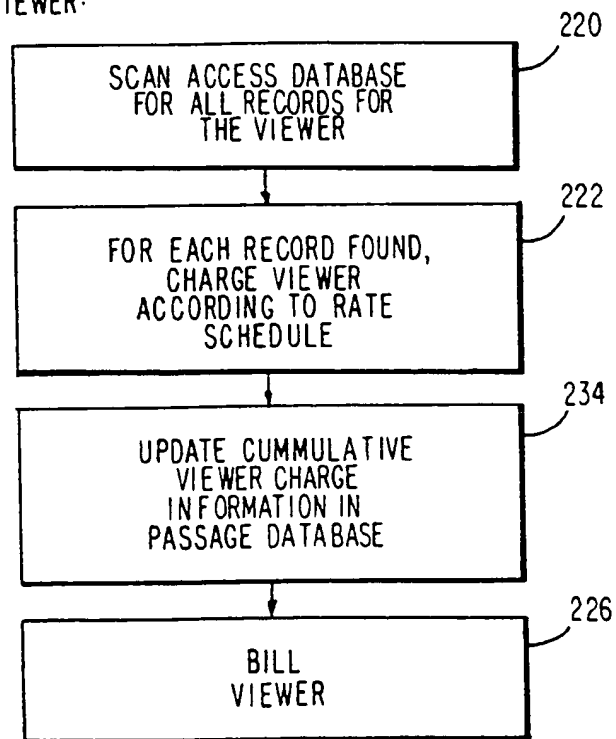 220
SCAN ACCESS DATABASE
FOR ALL RECORDS FOR
THE VIEWER
222
FOR EACH RECORD FOUND,
CHARGE VIEWER
ACCORDING TO RATE
SCHEDULE
234
UPDATE CUMMULATIVE
VIEWER CHARGE
INFORMATION IN
PASSAGE DATABASE
226
BILL
VIEWER